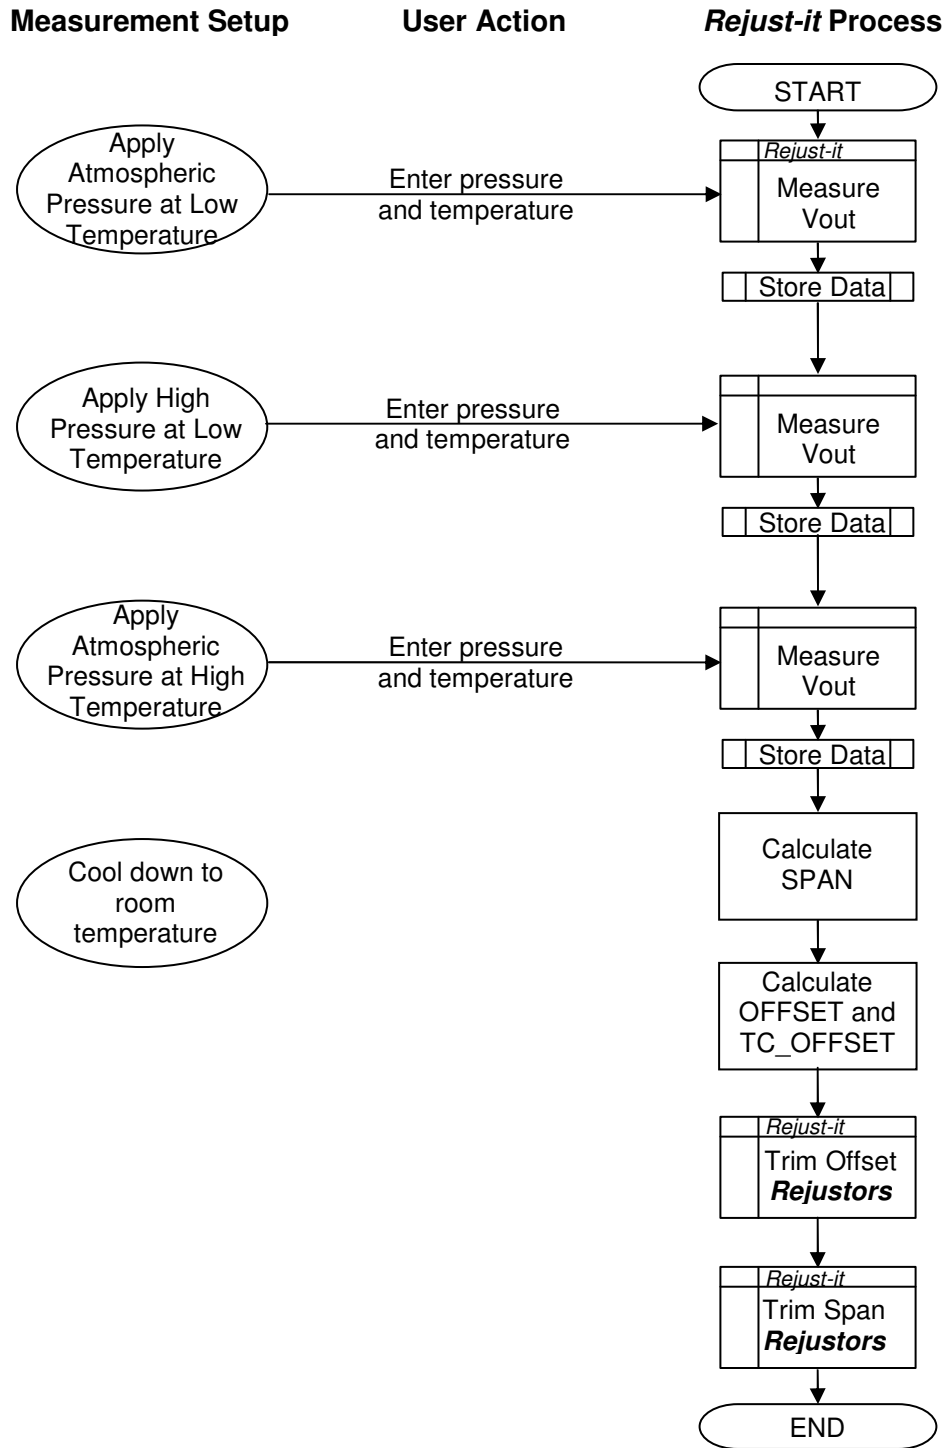 Measurement Setup User Action Rejust-it Process
START
Apply
Atmospheric
Pressure at Low
Temperature
Enter pressure
and temperature
Rejust-it
Measure
Vout
Store Data
Apply High
Pressure at Low
Temperature
Enter pressure
and temperature
Measure
Vout
Store Data
Apply
Atmospheric
Pressure at High
Temperature
Enter pressure
and temperature
Measure
Vout
Store Data
Cool down to
room
temperature
Calculate
SPAN
Calculate
OFFSET and
TC_OFFSET
Rejust-it
Trim Offset
Rejustors
Rejust-it
Trim Span
Rejustors
END